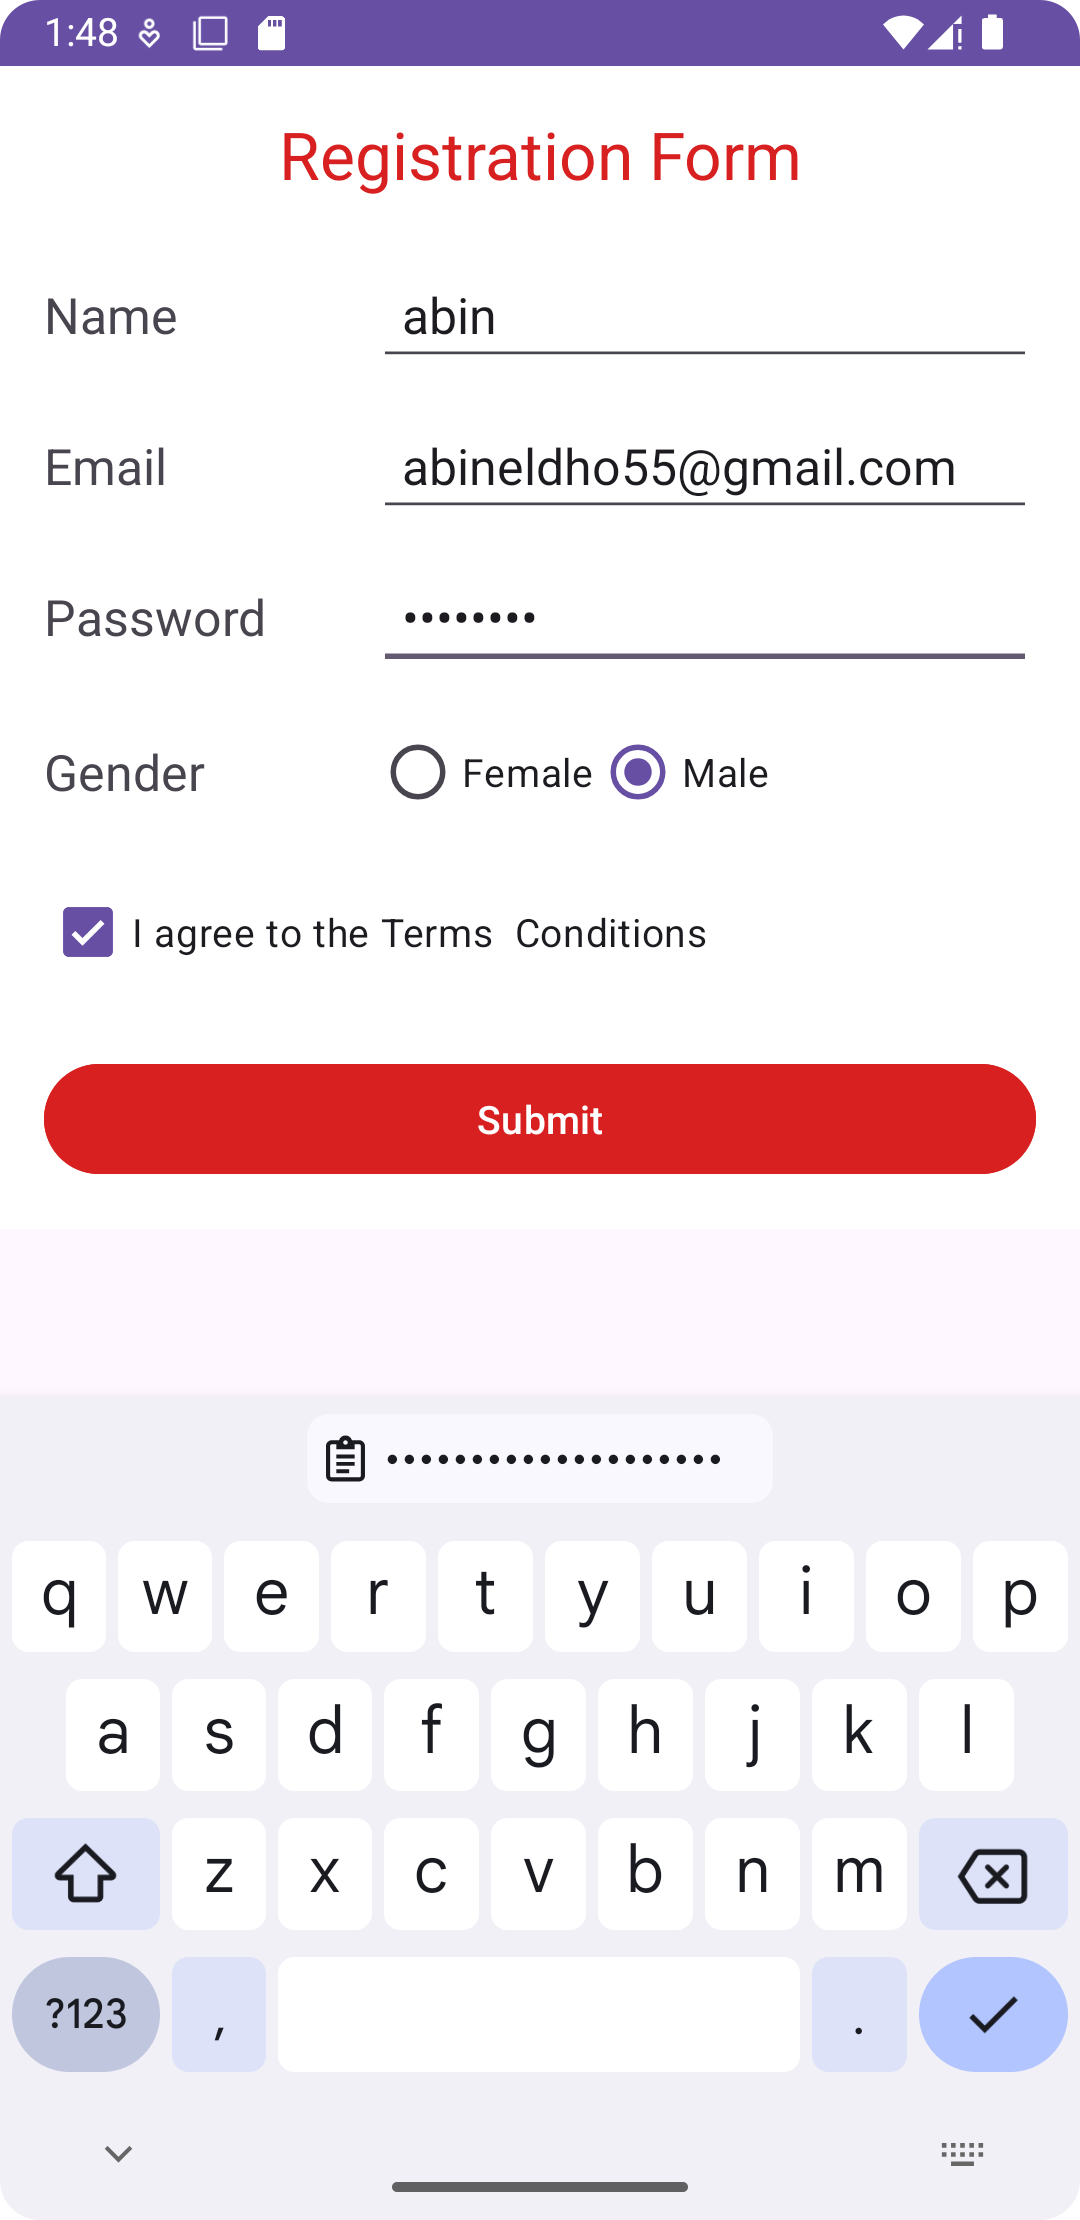 1:48
Registration Form
Name abin
Email abineldho55@gmail.com
Password ••••••••
Gender Female Male
I agree to the Terms  Conditions
Submit
••••••••••••••••••••
q w e r t y u i o p
a s d f g h j k l
z x c v b n m
?123 , .